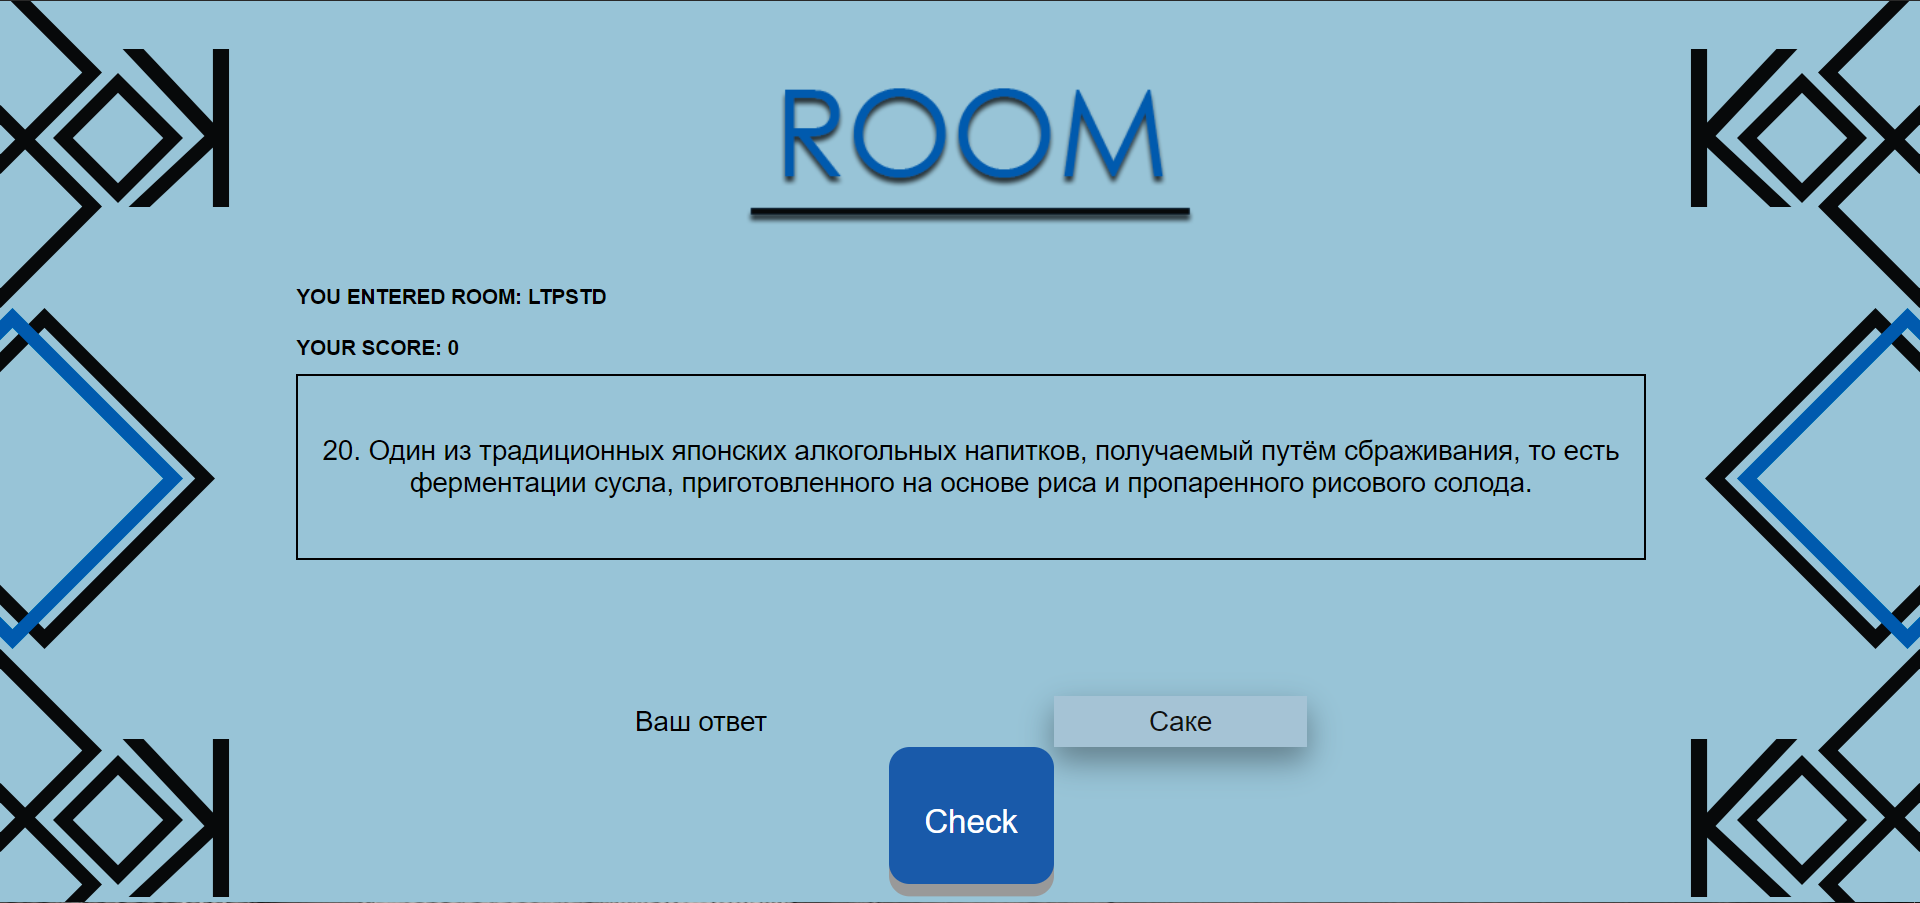 ROOM
YOU ENTERED ROOM: LTPSTD
YOUR SCORE: 0
20. Один из традиционных японских алкогольных напитков, получаемый путём сбраживания, то есть
ферментации сусла, приготовленного на основе риса и пропаренного рисового солода.
Ваш ответ
Саке
Check